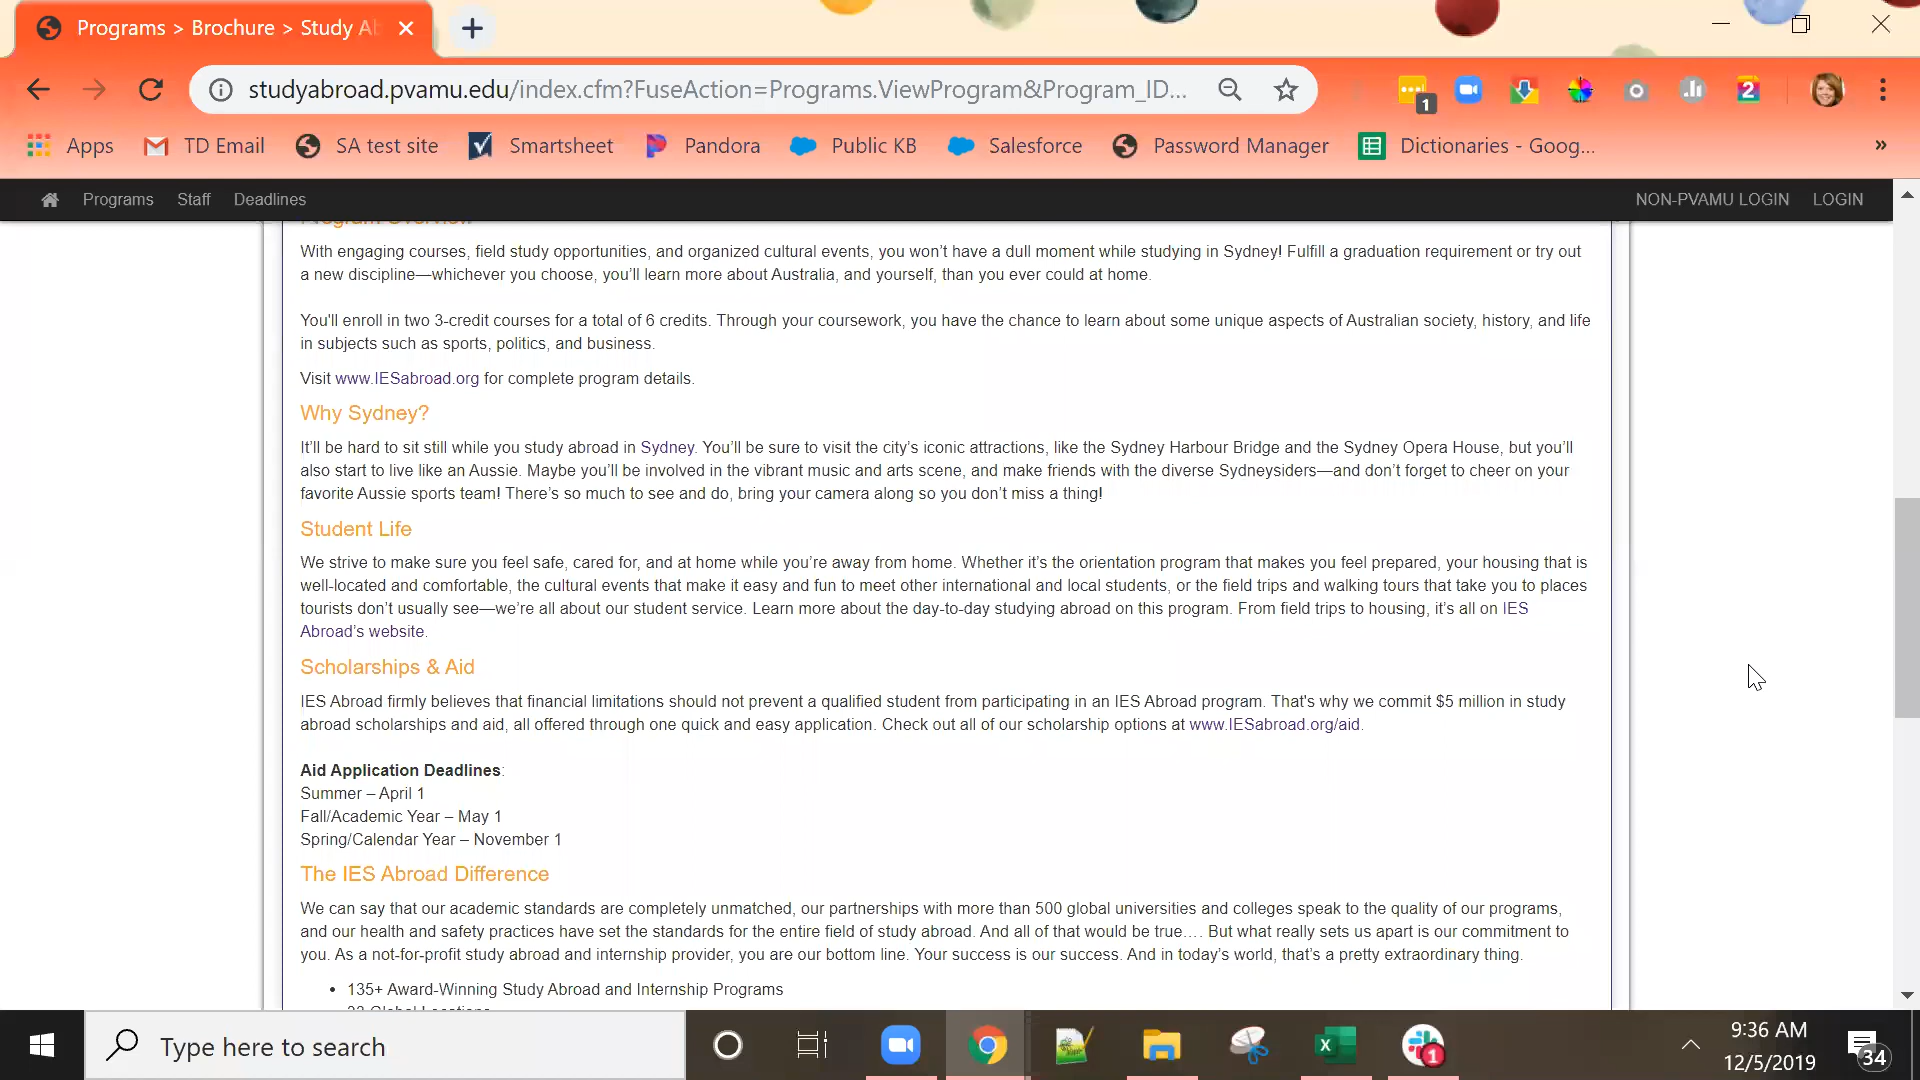 Programs > Brochure > Study Ab
studyabroad.pvamu.edu/index.cfm?FuseAction=Programs.ViewProgram&Program_ID...
1
2
Apps
TD Email
SA test site
Smartsheet
Pandora
Public KB
Salesforce
Password Manager
Dictionaries - Goog...
»
Programs
Staff
Deadlines
NON-PVAMU LOGIN
LOGIN
Program Overview
With engaging courses, field study opportunities, and organized cultural events, you won’t have a dull moment while studying in Sydney! Fulfill a graduation requirement or try out
a new discipline—whichever you choose, you’ll learn more about Australia, and yourself, than you ever could at home.
You'll enroll in two 3-credit courses for a total of 6 credits. Through your coursework, you have the chance to learn about some unique aspects of Australian society, history, and life
in subjects such as sports, politics, and business.
Visit www.IESabroad.org for complete program details.
Why Sydney?
It’ll be hard to sit still while you study abroad in Sydney. You’ll be sure to visit the city’s iconic attractions, like the Sydney Harbour Bridge and the Sydney Opera House, but you’ll
also start to live like an Aussie. Maybe you’ll be involved in the vibrant music and arts scene, and make friends with the diverse Sydneysiders—and don’t forget to cheer on your
favorite Aussie sports team! There’s so much to see and do, bring your camera along so you don’t miss a thing!
Student Life
We strive to make sure you feel safe, cared for, and at home while you’re away from home. Whether it’s the orientation program that makes you feel prepared, your housing that is
well-located and comfortable, the cultural events that make it easy and fun to meet other international and local students, or the field trips and walking tours that take you to places
tourists don’t usually see—we’re all about our student service. Learn more about the day-to-day studying abroad on this program. From field trips to housing, it’s all on IES
Abroad’s website.
Scholarships & Aid
IES Abroad firmly believes that financial limitations should not prevent a qualified student from participating in an IES Abroad program. That's why we commit $5 million in study
abroad scholarships and aid, all offered through one quick and easy application. Check out all of our scholarship options at www.IESabroad.org/aid.
Aid Application Deadlines:
Summer – April 1
Fall/Academic Year – May 1
Spring/Calendar Year – November 1
The IES Abroad Difference
We can say that our academic standards are completely unmatched, our partnerships with more than 500 global universities and colleges speak to the quality of our programs,
and our health and safety practices have set the standards for the entire field of study abroad. And all of that would be true…. But what really sets us apart is our commitment to
you. As a not-for-profit study abroad and internship provider, you are our bottom line. Your success is our success. And in today’s world, that’s a pretty extraordinary thing.
• 135+ Award-Winning Study Abroad and Internship Programs
Type here to search
1
9:36 AM
12/5/2019
34